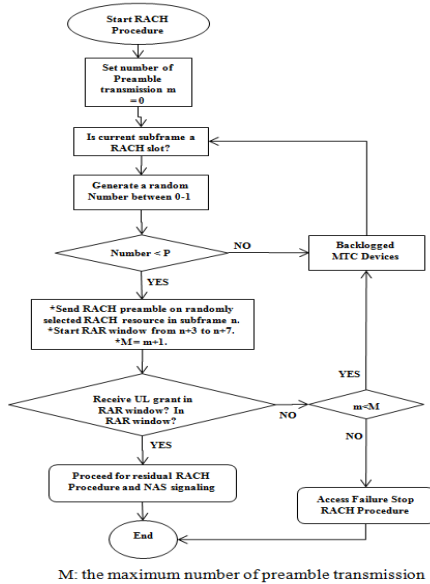 Start RACH
Procedure
Set number of
Preamble
transmission m
=0
Is current subframe a
RACH slot?
Generate a random
Number between 0-1
Number < P
NO
Backlogged
MTC Devices
YES
*Send RACH preamble on randomly
selected RACH resource in subframe n.
*Start RAR window from n+3 to n+7.
*M= m+1.
YES
Receive UL grant in
RAR window? In
RAR window?
NO
m<M
YES
NO
Proceed for residual RACH
Procedure and NAS signaling
Access Failure Stop
RACH Procedure
End
M: the maximum number of preamble transmission